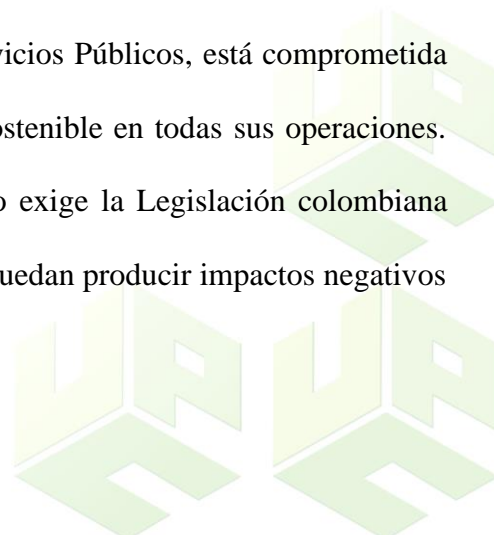 vicios Públicos, está comprometida
ostenible en todas sus operaciones.
o exige la Legislación colombiana
uedan producir impactos negativos